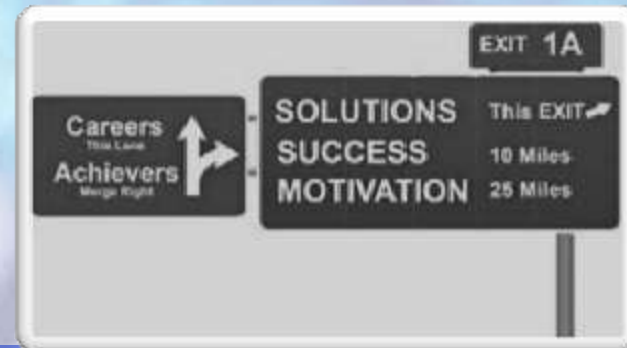 Careers
This Lane
Achievers
Merge Right
EXIT 1A
SOLUTIONS This EXIT
SUCCESS 10 Miles
MOTIVATION 25 Miles